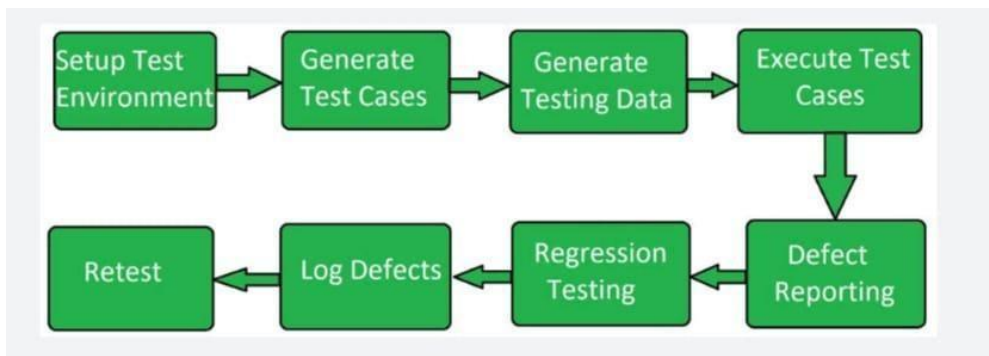 Setup Test
Environment
Generate
Test Cases
Generate
Testing Data
Execute Test
Cases
Defect
Reporting
Regression
Testing
Log Defects
Retest